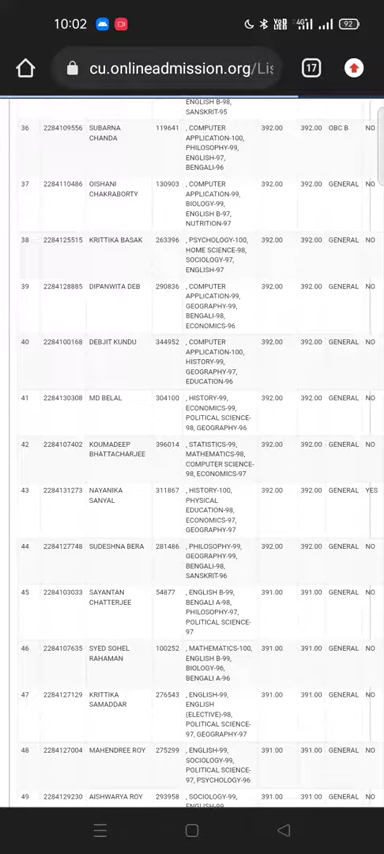 10:02
4G
92
cu.onlineadmission.org/Lis
17
ENGLISH B-98,
SANSKRIT-95
36 2284109556 SUBARNA CHANDA 119641 , COMPUTER APPLICATION-100, PHILOSOPHY-99, ENGLISH-97, BENGALI-96 392.00 392.00 OBC B NO
37 2284110486 OISHANI CHAKRABORTY 130903 , COMPUTER APPLICATION-99, BIOLOGY-99, ENGLISH B-97, NUTRITION-97 392.00 392.00 GENERAL NO
38 2284125515 KRITTIKA BASAK 263396 , PSYCHOLOGY-100, HOME SCIENCE-98, SOCIOLOGY-97, ENGLISH-97 392.00 392.00 GENERAL NO
39 2284128885 DIPANWITA DEB 290836 , COMPUTER APPLICATION-99, GEOGRAPHY-99, BENGALI-98, ECONOMICS-96 392.00 392.00 GENERAL NO
40 2284100168 DEBJIT KUNDU 344952 , COMPUTER APPLICATION-100, HISTORY-99, GEOGRAPHY-97, EDUCATION-96 392.00 392.00 GENERAL NO
41 2284130308 MD BELAL 304100 , HISTORY-99, ECONOMICS-99, POLITICAL SCIENCE-98, GEOGRAPHY-96 392.00 392.00 GENERAL NO
42 2284107402 KOUMADEEP BHATTACHARJEE 396014 , STATISTICS-99, MATHEMATICS-98, COMPUTER SCIENCE-98, ECONOMICS-97 392.00 392.00 GENERAL NO
43 2284131273 NAYANIKA SANYAL 311867 , HISTORY-100, PHYSICAL EDUCATION-98, ECONOMICS-97, GEOGRAPHY-97 392.00 392.00 GENERAL YES
44 2284127748 SUDESHNA BERA 281486 , PHILOSOPHY-99, GEOGRAPHY-99, BENGALI-98, SANSKRIT-96 392.00 392.00 GENERAL NO
45 2284103033 SAYANTAN CHATTERJEE 54877 , ENGLISH B-99, BENGALI A-98, PHILOSOPHY-97, POLITICAL SCIENCE-97 391.00 391.00 GENERAL NO
46 2284107635 SYED SOHEL RAHAMAN 100252 , MATHEMATICS-100, ENGLISH B-99, BIOLOGY-96, BENGALI A-96 391.00 391.00 GENERAL NO
47 2284127129 KRITTIKA SAMADDAR 276543 , ENGLISH-99, ENGLISH (ELECTIVE)-98, POLITICAL SCIENCE-97, GEOGRAPHY-97 391.00 391.00 GENERAL NO
48 2284127004 MAHENDREE ROY 275299 , ENGLISH-99, SOCIOLOGY-99, POLITICAL SCIENCE-97, PSYCHOLOGY-96 391.00 391.00 GENERAL NO
49 2284129230 AISHWARYA ROY 293958 , SOCIOLOGY-99, ENGLISH-99 391.00 391.00 GENERAL NO